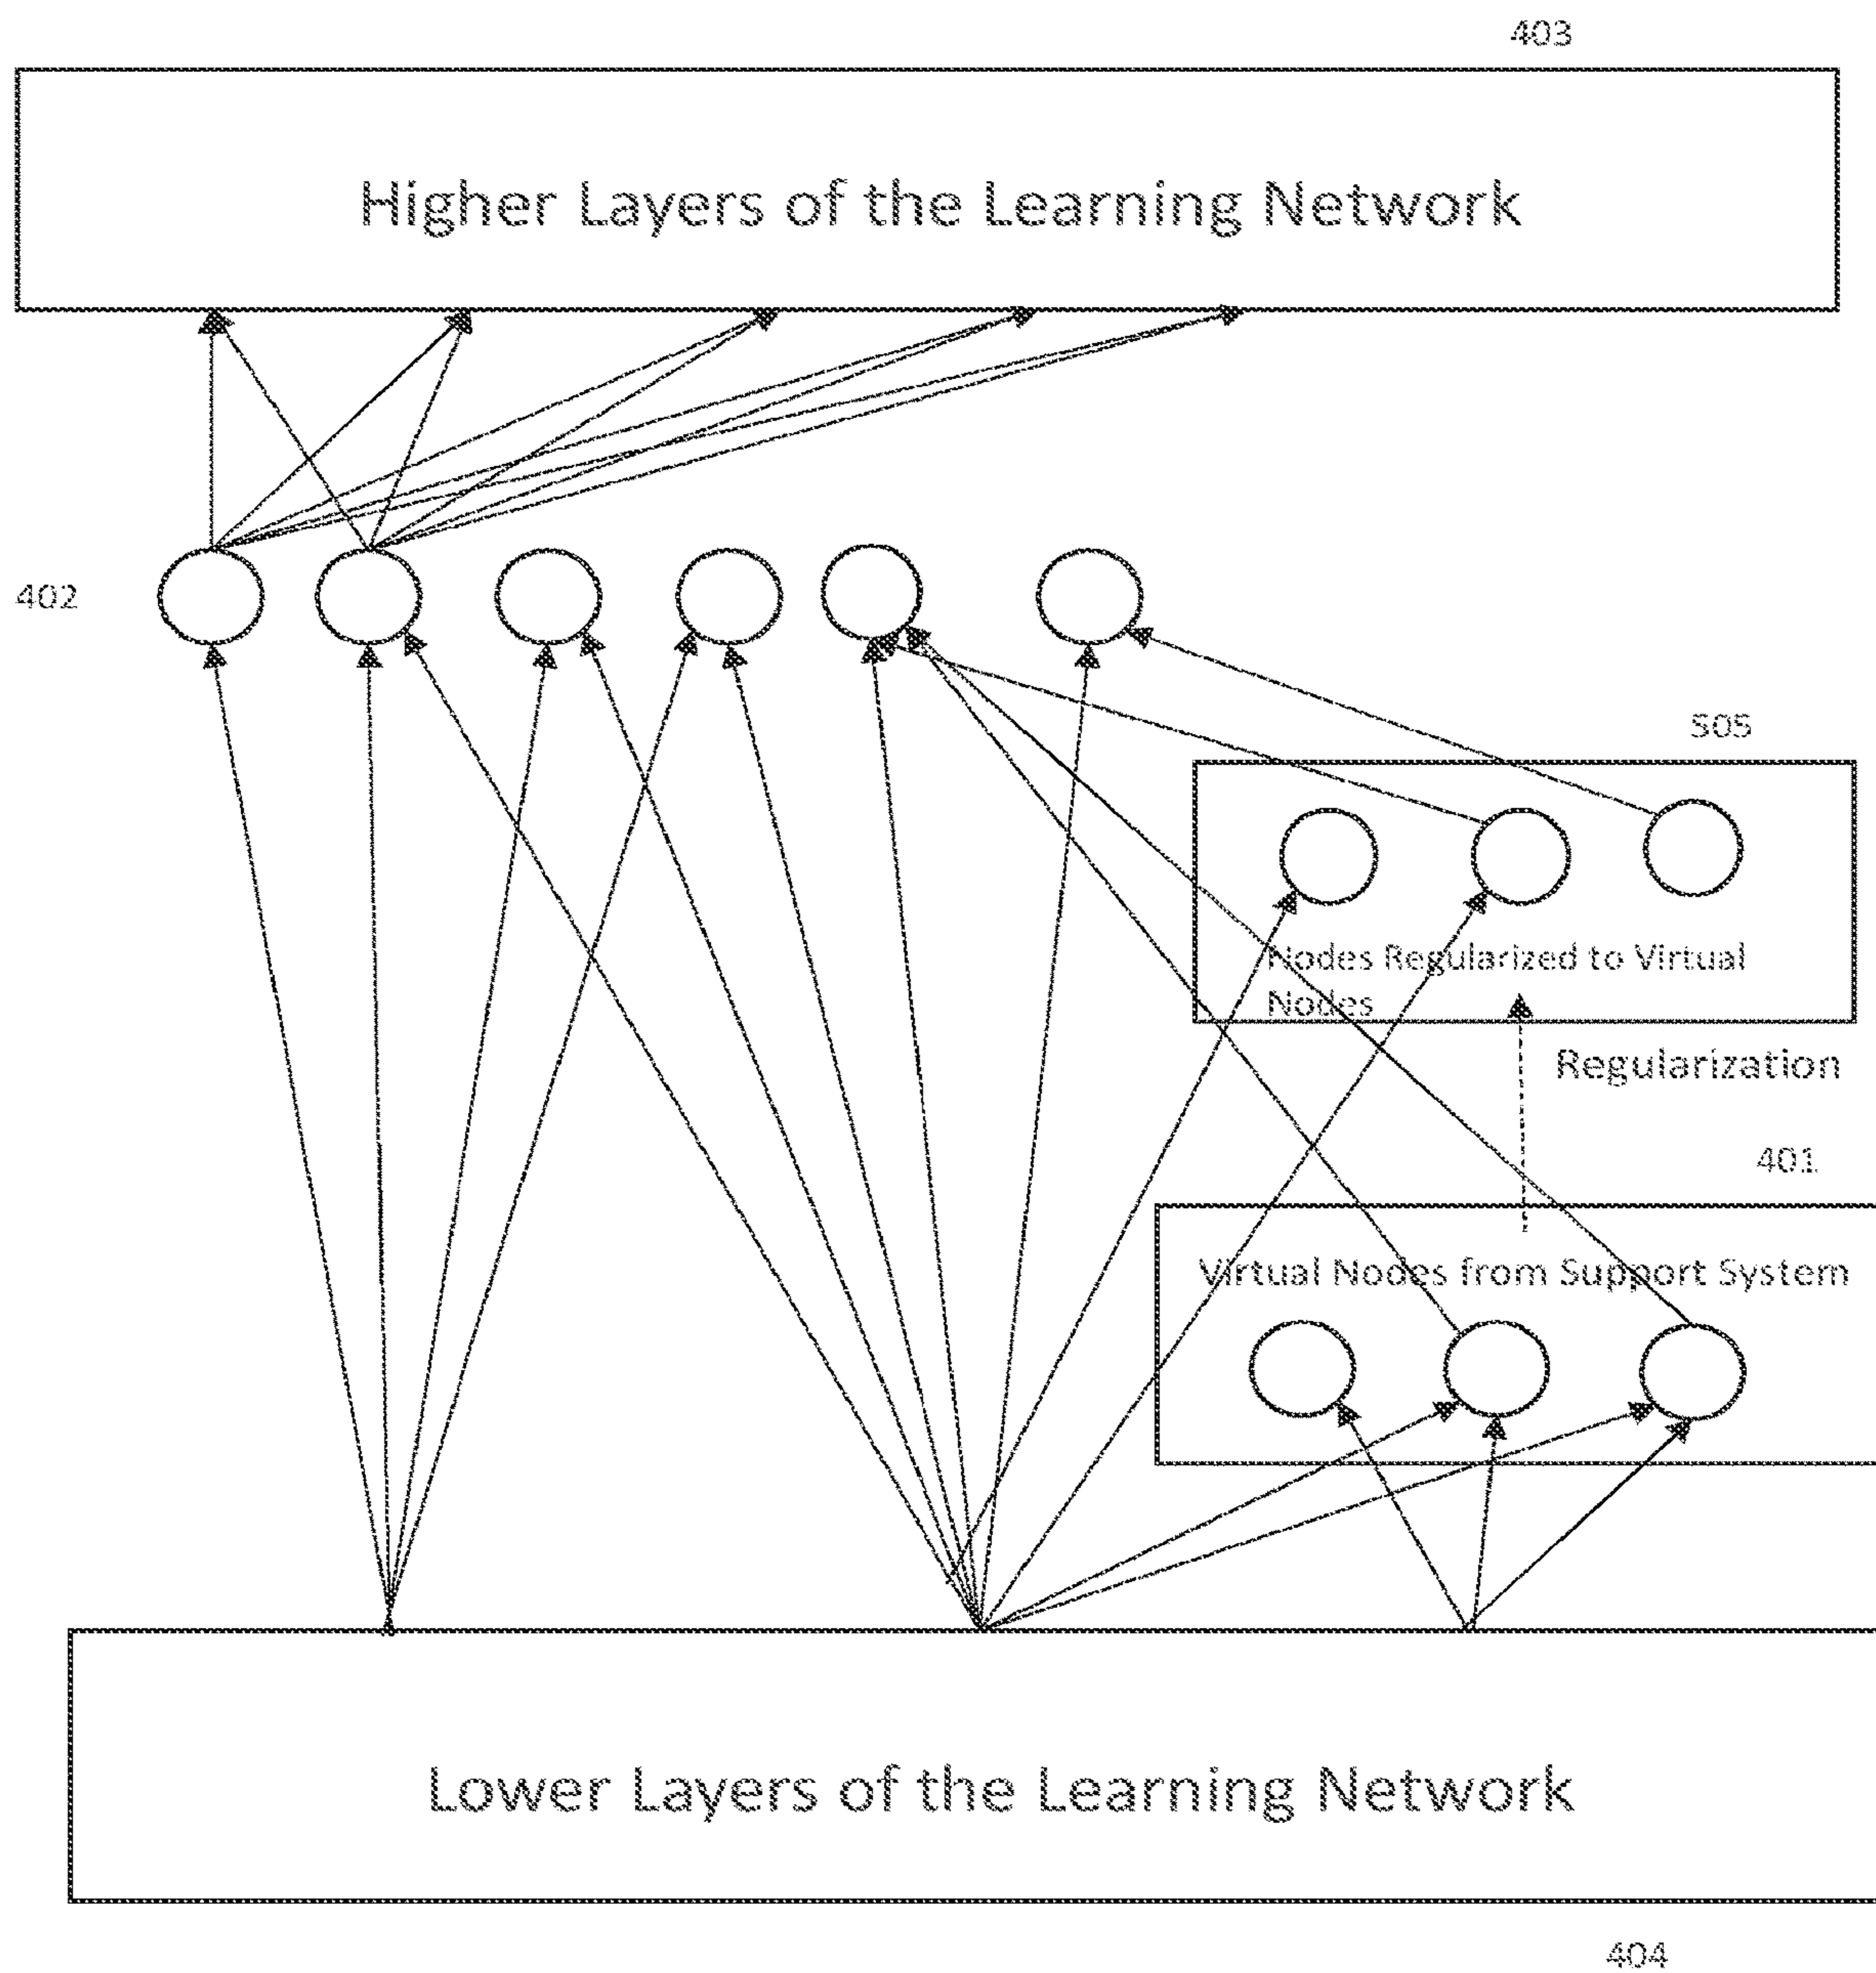 403
Higher Layers of the Learning Network
402
505
Nodes Regularized to Virtual
Nodes
Regularization
401
Virtual Nodes from Support System
Lower Layers of the Learning Network
404